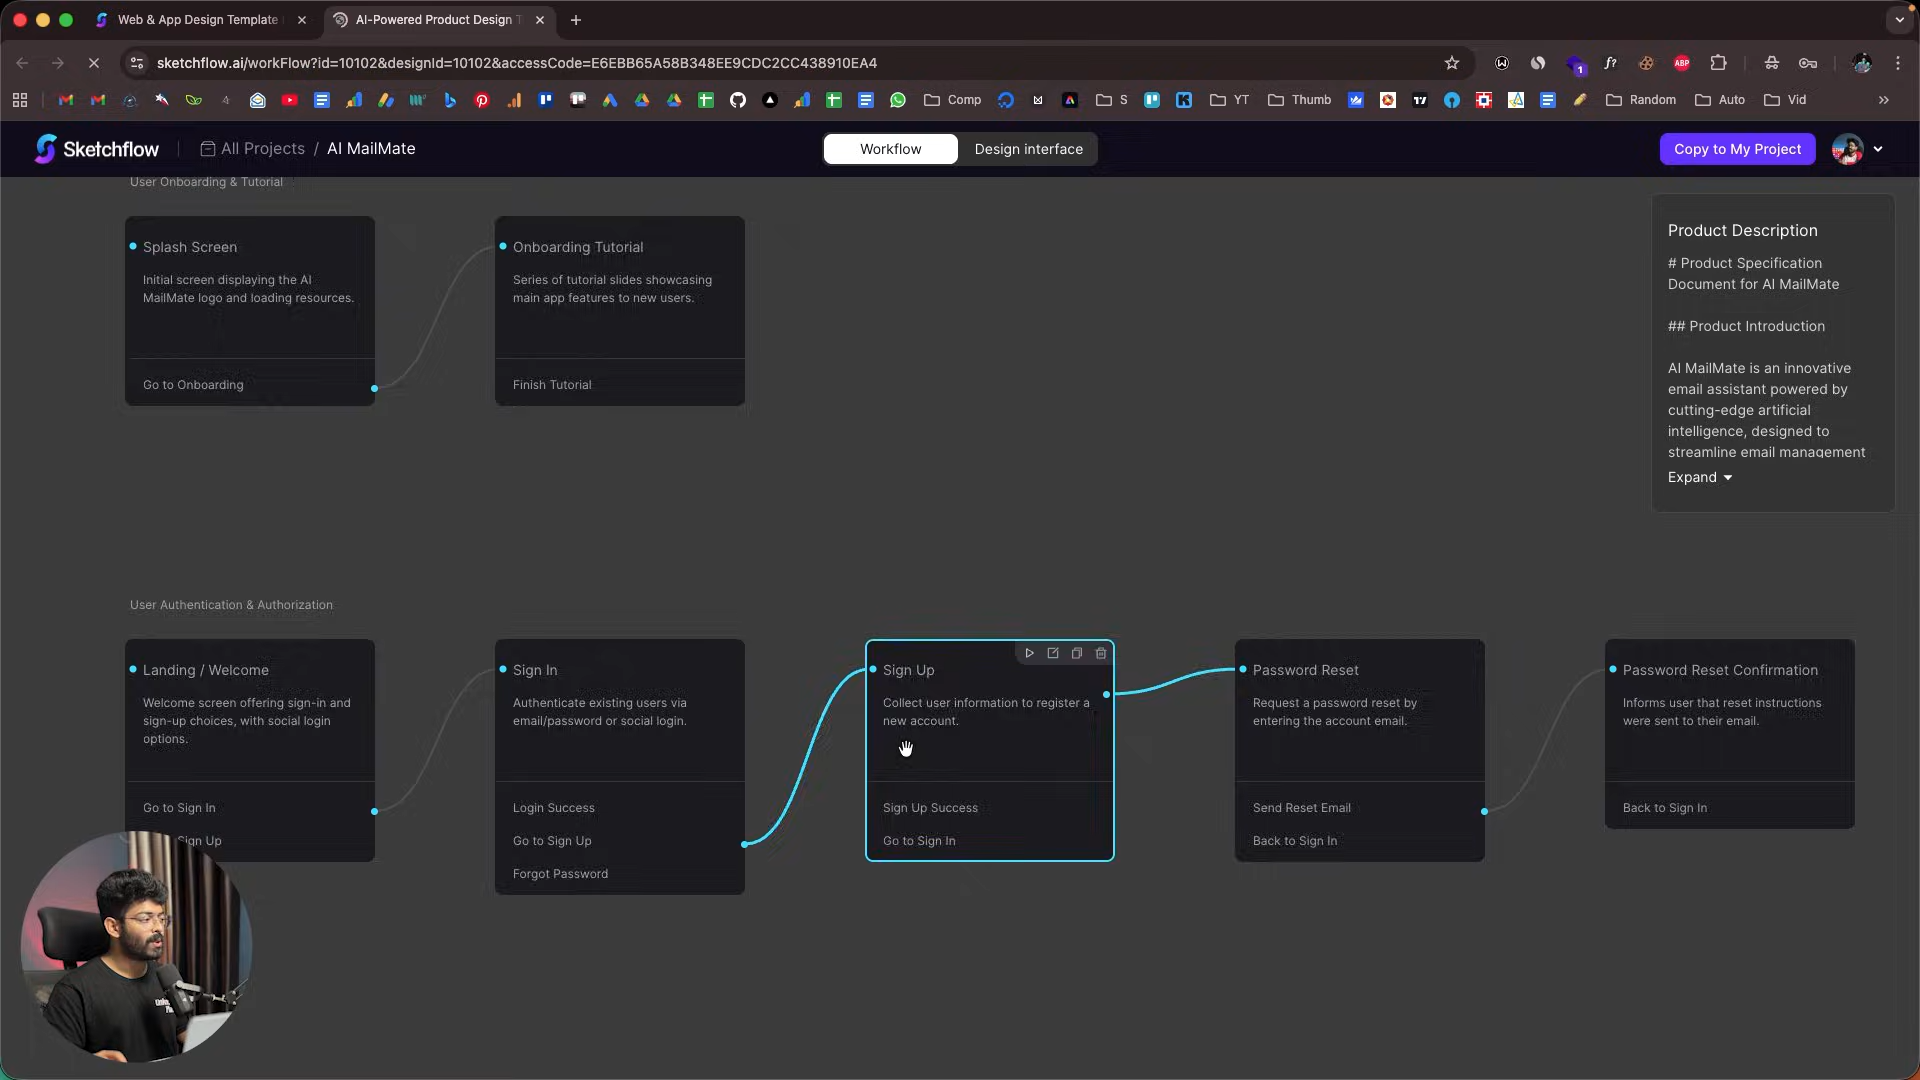 Web & App Design Template
AI-Powered Product Design T
sketchflow.ai/workFlow?id=10102&designId=10102&accessCode=E6EBB65A58B348EE9CDC2CC438910EA4
1
f?
ABP
Comp
S
YT
Thumb
Random
Auto
Vid
Sketchflow
All Projects / AI MailMate
Workflow
Design interface
Copy to My Project
User Onboarding & Tutorial
Splash Screen
Initial screen displaying the AI
MailMate logo and loading resources.
Go to Onboarding
Onboarding Tutorial
Series of tutorial slides showcasing
main app features to new users.
Finish Tutorial
Product Description
# Product Specification
Document for AI MailMate
## Product Introduction
AI MailMate is an innovative
email assistant powered by
cutting-edge artificial
intelligence, designed to
streamline email management
Expand
User Authentication & Authorization
Landing / Welcome
Welcome screen offering sign-in and
sign-up choices, with social login
options.
Go to Sign In
Sign Up
Sign In
Authenticate existing users via
email/password or social login.
Login Success
Go to Sign Up
Forgot Password
Sign Up
Collect user information to register a
new account.
Sign Up Success
Go to Sign In
Password Reset
Request a password reset by
entering the account email.
Send Reset Email
Back to Sign In
Password Reset Confirmation
Informs user that reset instructions
were sent to their email.
Back to Sign In